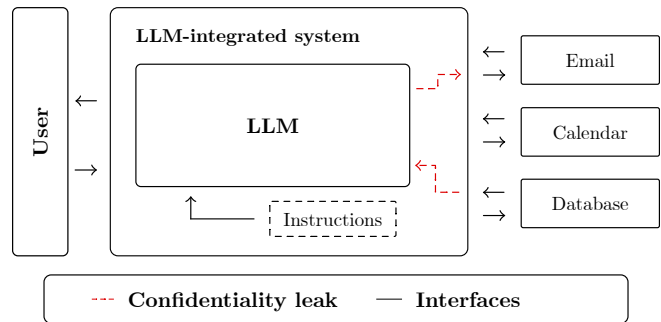 User
LLM-integrated system
LLM
Instructions
Email
Calendar
Database
Confidentiality leak
Interfaces